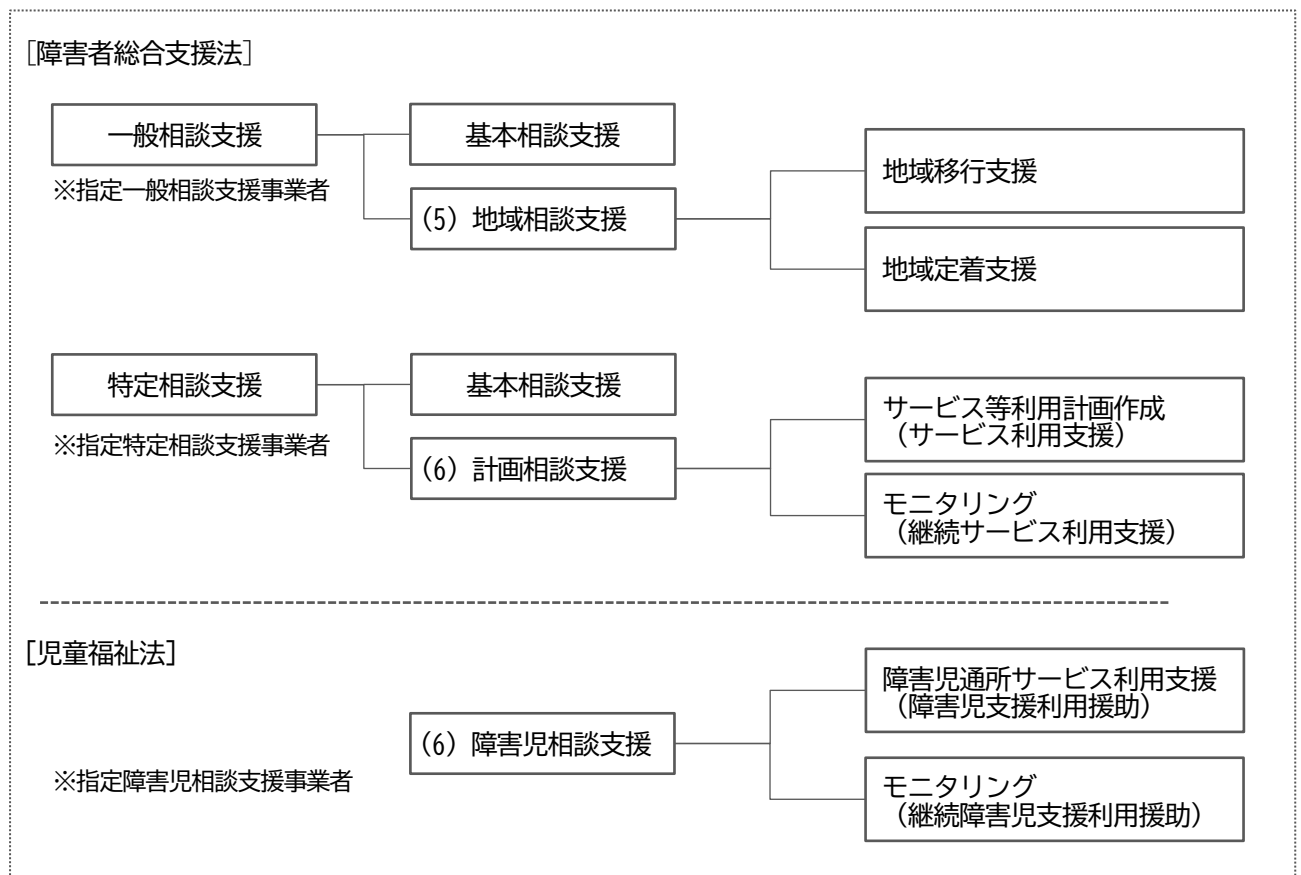 [障害者総合支援法]
一般相談支援
基本相談支援
地域移行支援
※指定一般相談支援事業者
(5) 地域相談支援
地域定着支援
特定相談支援
基本相談支援
サービス等利用計画作成
（サービス利用支援）
※指定特定相談支援事業者
(6) 計画相談支援
モニタリング
（継続サービス利用支援）
[児童福祉法]
障害児通所サービス利用支援
（障害児支援利用援助）
(6) 障害児相談支援
※指定障害児相談支援事業者
モニタリング
（継続障害児支援利用援助）